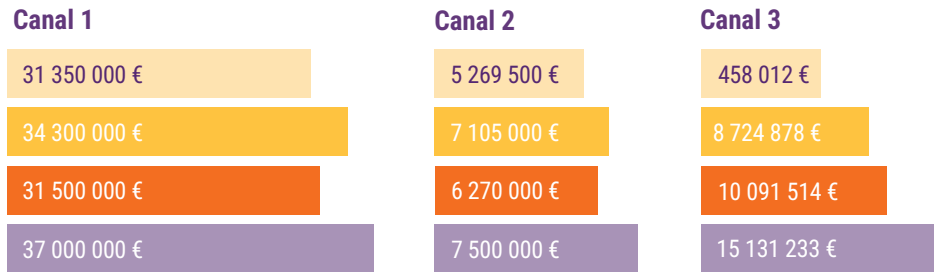 Canal 1
31 350 000 €
34 300 000 €
31 500 000 €
37 000 000 €
Canal 2
5 269 500 €
7 105 000 €
6 270 000 €
7 500 000 €
Canal 3
458 012 €
8 724 878 €
10 091 514 €
15 131 233 €